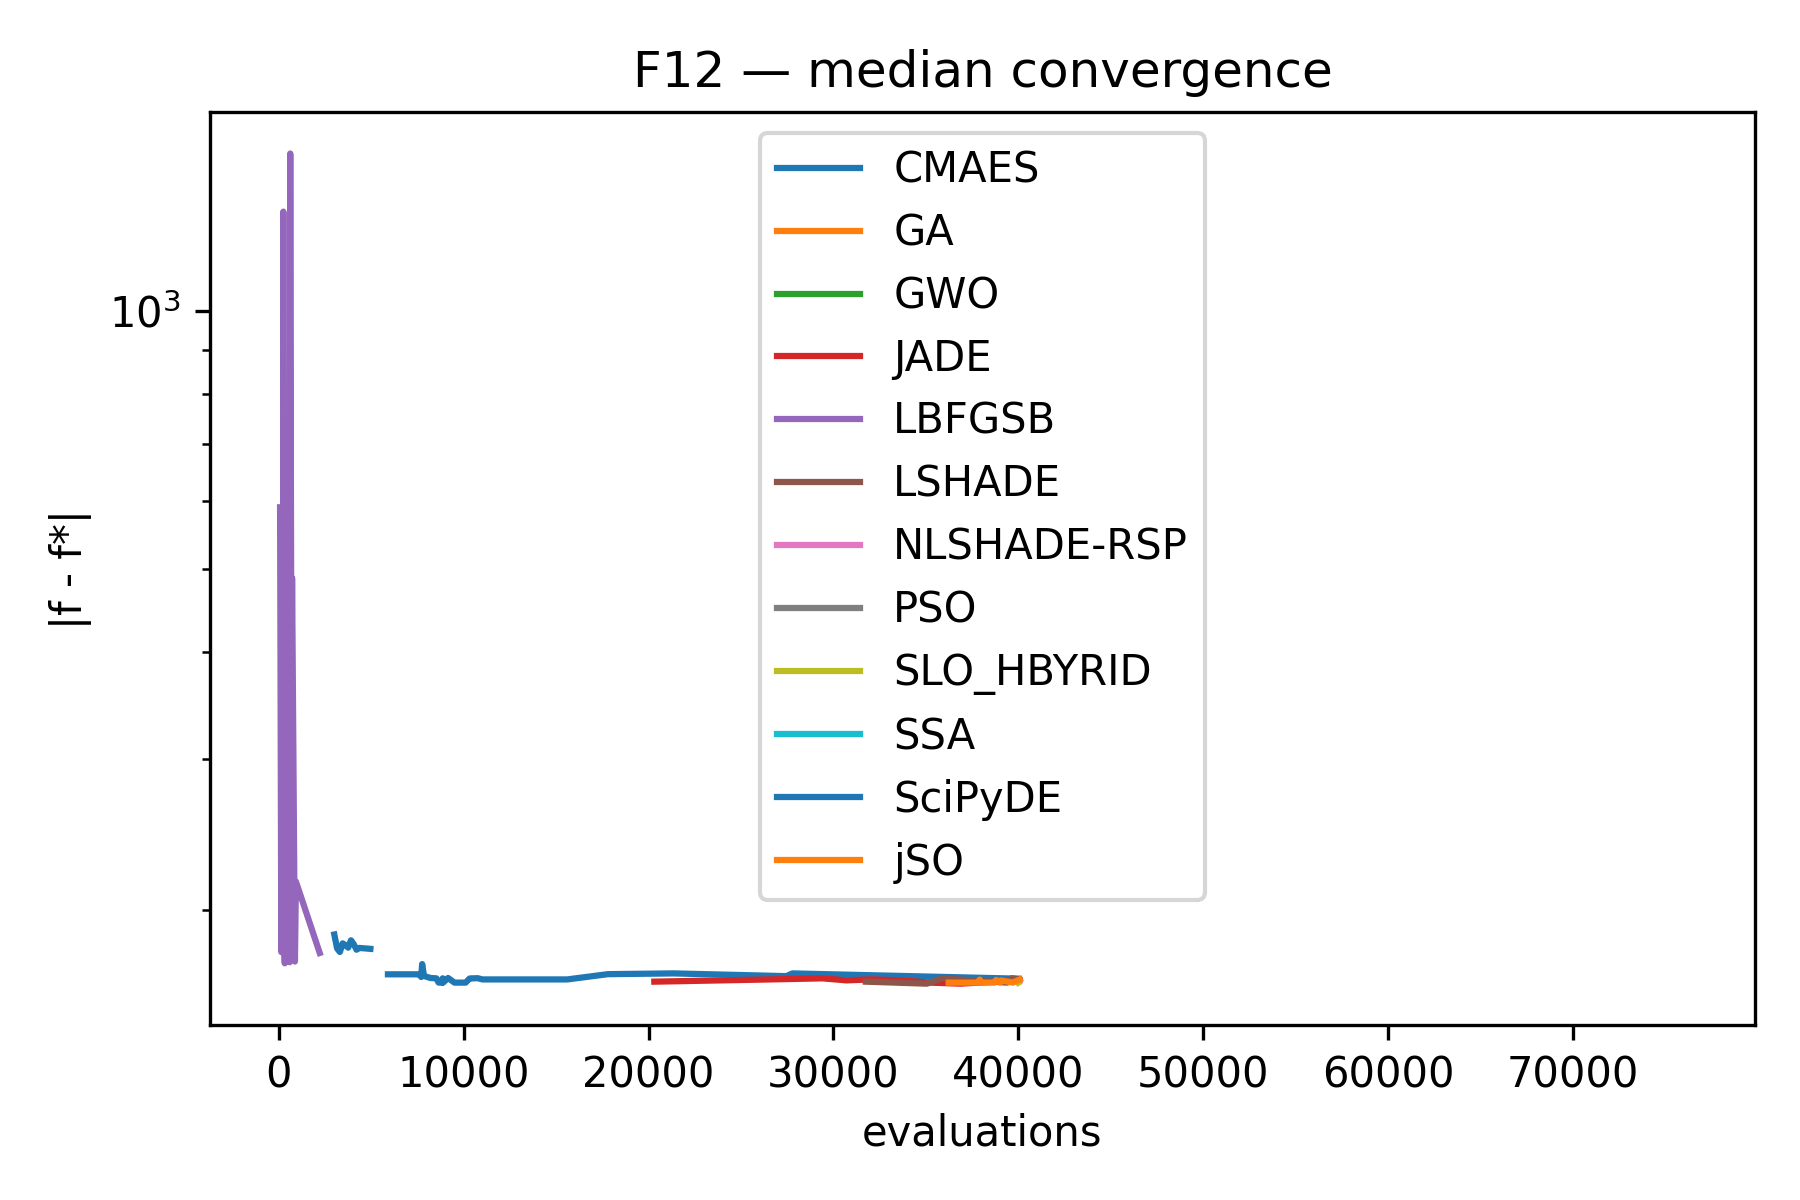 F12 — median convergence
10³
|f - f*|
CMAES
GA
GWO
JADE
LBFGSB
LSHADE
NLSHADE-RSP
PSO
SLO_HBYRID
SSA
SciPyDE
jSO
0 10000 20000 30000 40000 50000 60000 70000
evaluations